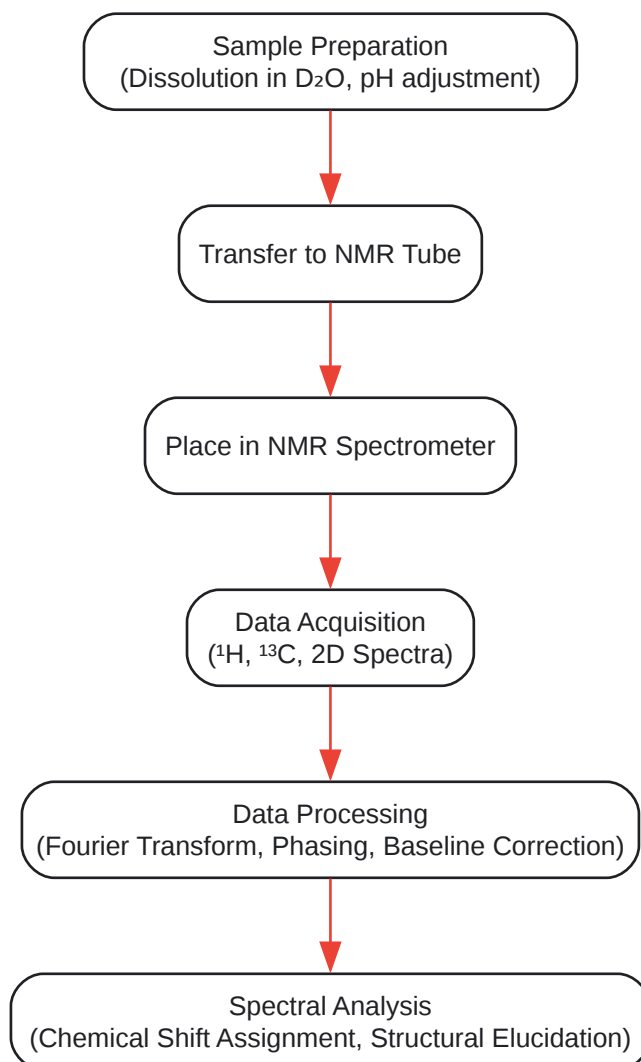 Sample Preparation
(Dissolution in D₂O, pH adjustment)
Transfer to NMR Tube
Place in NMR Spectrometer
Data Acquisition
(¹H, ¹³C, 2D Spectra)
Data Processing
(Fourier Transform, Phasing, Baseline Correction)
Spectral Analysis
(Chemical Shift Assignment, Structural Elucidation)